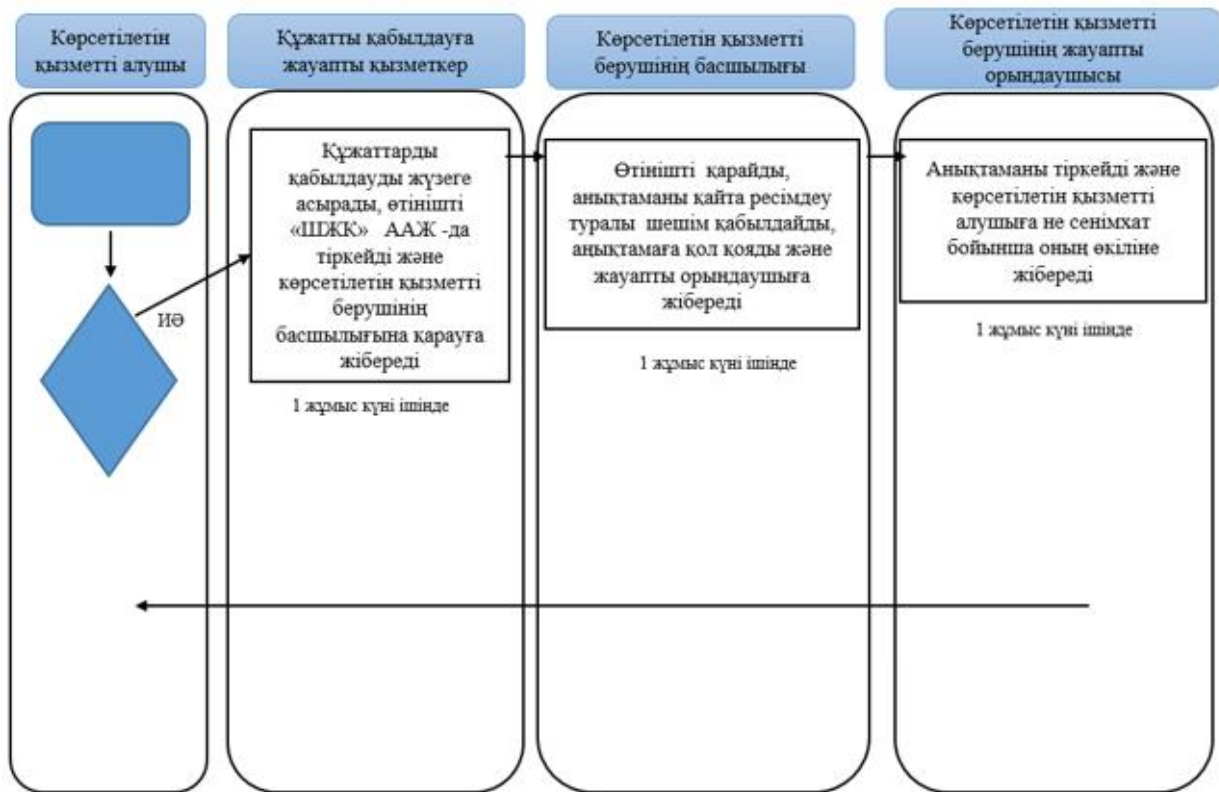 Көрсетілетін
қызметті алушы
Құжатты қабылдауға
жауапты қызметкер
Көрсетілетін қызметті
берушінің басшылығы
Көрсетілетін қызметті
берушінің жауапты
орындаушысы
ИӘ
Құжаттарды
қабылдауды жүзеге
асырады, өтінішті
«ШЖК» ААЖ -да
тіркейді және
көрсетілетін қызметті
берушінің
басшылығына қарауға
жібереді
1 жұмыс күні ішінде
Өтінішті қарайды,
анықтаманы қайта ресімдеу
туралы шешім қабылдайды,
аңықтамаға қол қояды және
жауапты орындаушыға
жібереді
1 жұмыс күні ішінде
Анықтаманы тіркейді және
көрсетілетін қызметті
алушыға не сенімхат
бойынша оның өкіліне
жібереді
1 жұмыс күні ішінде